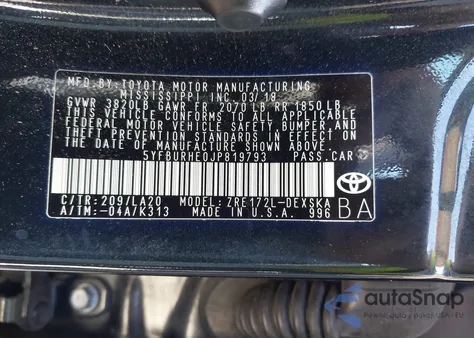 MFD. BY: TOYOTA MOTOR MANUFACTURING
MISSISSIPPI INC. 03/18
GVWR 3820LB GAWR FR 2070LB RR 1850LB
THIS VEHICLE CONFORMS TO ALL APPLICABLE
FEDERAL MOTOR VEHICLE SAFETY, BUMPER AND
THEFT PREVENTION STANDARDS IN EFFECT ON
THE DATE OF MANUFACTURE SHOWN ABOVE.
5YFBURHE0JP819793 PASS.CAR
C/TR: 209/LA20 MODEL: ZRE172L-DEXSKA
A/TM: -04A/K313 MADE IN U.S.A. 996
TOYOTA
BA
autoSnap